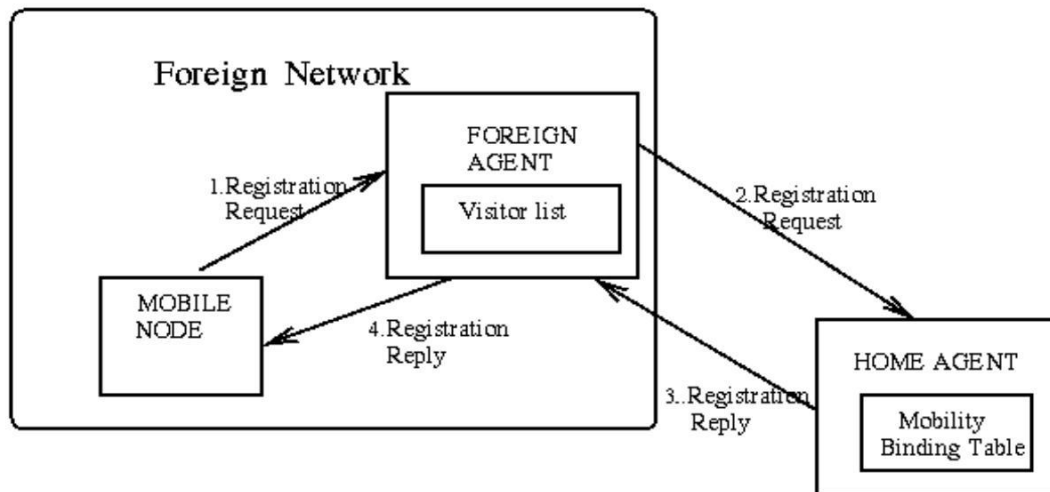 Foreign Network
FOREIGN
AGENT
Visitor list
1.Registration
Request
2.Registration
Request
MOBILE
NODE
4.Registration
Reply
3..Registration
Reply
HOME AGENT
Mobility
Binding Table